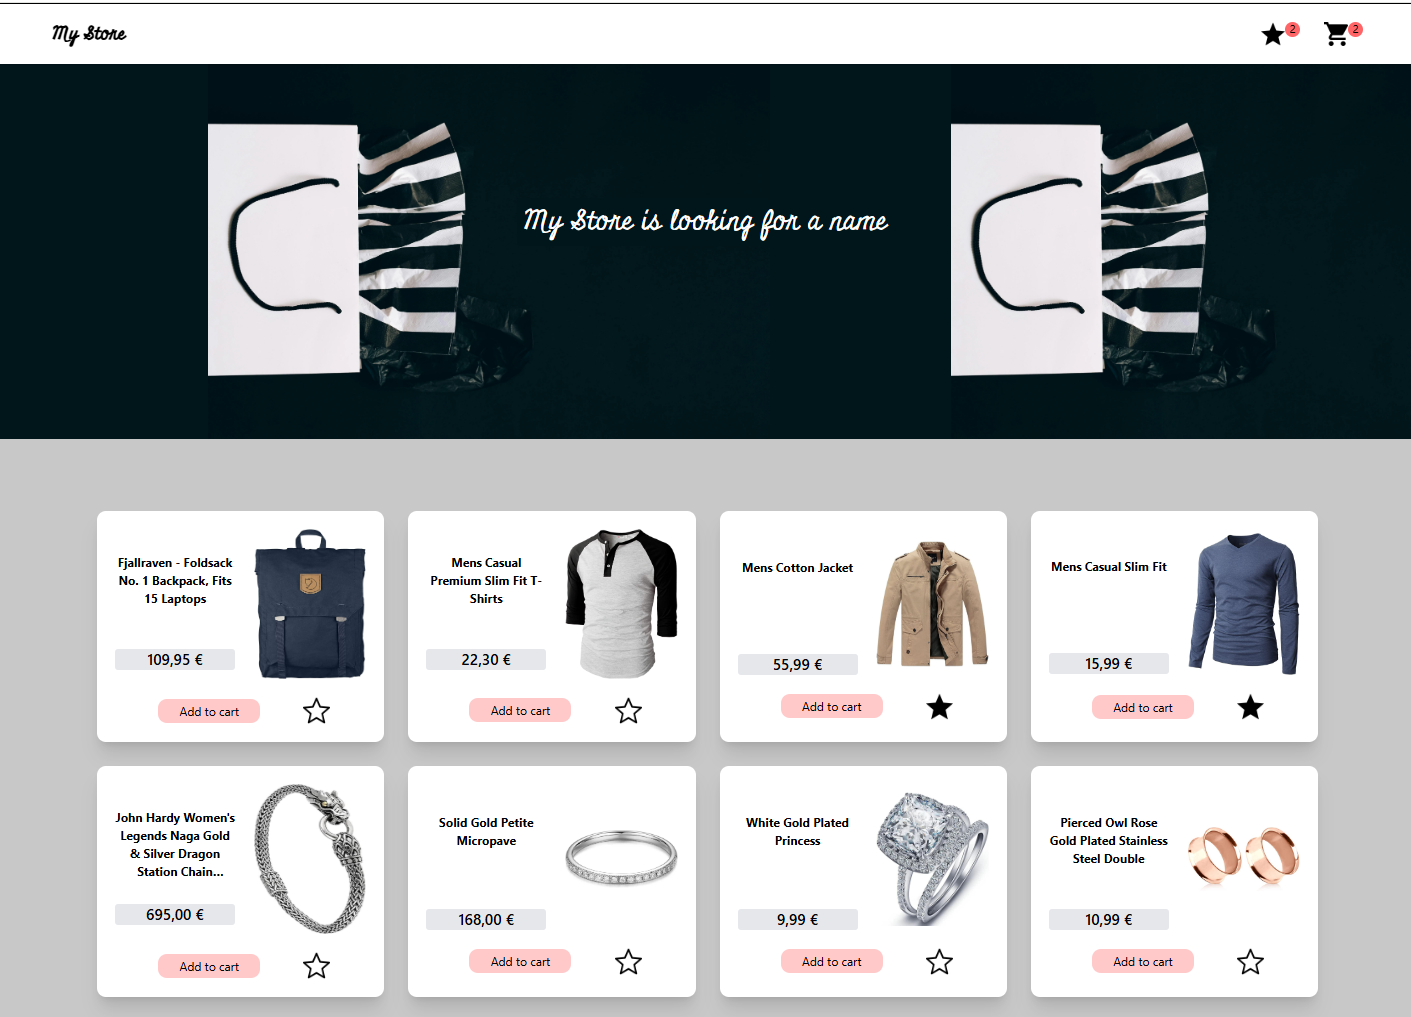 My Store
2
2
My Store is looking for a name
Fjallraven - Foldsack
No. 1 Backpack, Fits
15 Laptops
109,95 €
Add to cart
Mens Casual
Premium Slim Fit T-
Shirts
22,30 €
Add to cart
Mens Cotton Jacket
55,99 €
Add to cart
Mens Casual Slim Fit
15,99 €
Add to cart
John Hardy Women's
Legends Naga Gold
& Silver Dragon
Station Chain...
695,00 €
Add to cart
Solid Gold Petite
Micropave
168,00 €
Add to cart
White Gold Plated
Princess
9,99 €
Add to cart
Pierced Owl Rose
Gold Plated Stainless
Steel Double
10,99 €
Add to cart